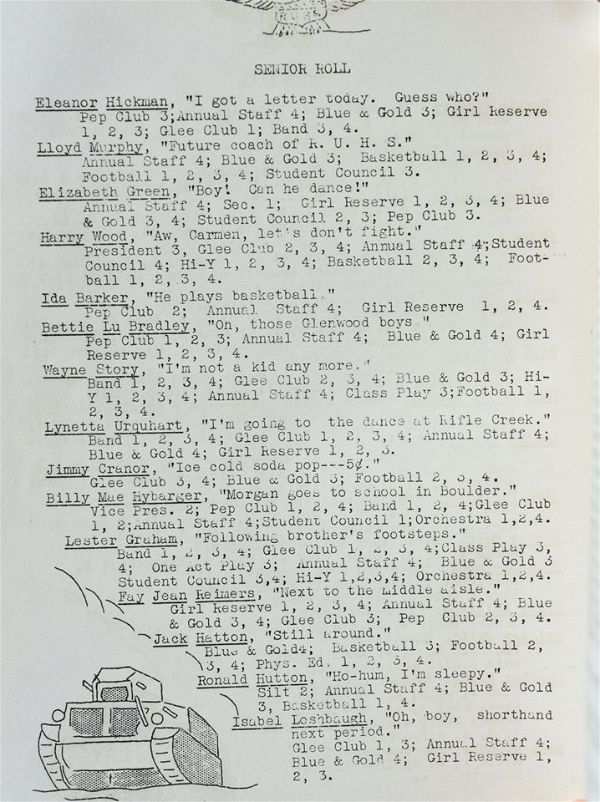 SENIOR ROLL
Eleanor Hickman, "I got a letter today. Guess who?"
Pep Club 3;Annual Staff 4; Blue & Gold 3; Girl Reserve
1, 2, 3; Glee Club 1; Band 3, 4.
Lloyd Murphy, "Future coach of R. U. H. S."
Annual Staff 4; Blue & Gold 3; Basketball 1, 2, 3, 4;
Football 1, 2, 3, 4; Student Council 3.
Elizabeth Green, "Boy! Can he dance!"
Annual Staff 4; Sec. 1; Girl Reserve 1, 2, 3, 4; Blue
& Gold 3, 4; Student Council 2, 3; Pep Club 3.
Harry Wood, "Aw, Carmen, let's don't fight."
President 3, Glee Club 2, 3, 4; Annual Staff 4;Student
Council 4; Hi-Y 1, 2, 3, 4; Basketball 2, 3, 4; Foot-
ball 1, 2, 3, 4.
Ida Barker, "He plays basketball."
Pep Club 2; Annual Staff 4; Girl Reserve 1, 2, 4.
Bettie Lu Bradley, "Oh, those Glenwood boys."
Pep Club 1, 2, 3; Annual Staff 4; Blue & Gold 4; Girl
Reserve 1, 2, 3, 4.
Wayne Story, "I'm not a kid any more."
Band 1, 2, 3, 4; Glee Club 2, 3, 4; Blue & Gold 3; Hi-
Y 1, 2, 3, 4; Annual Staff 4; Class Play 3;Football 1,
2, 3, 4.
Lynetta Urquhart, "I'm going to the dance at Rifle Creek."
Band 1, 2, 3, 4; Glee Club 1, 2, 3, 4; Annual Staff 4;
Blue & Gold 4; Girl Reserve 1, 2, 3.
Jimmy Cranor, "Ice cold soda pop---5¢."
Glee Club 3, 4; Blue & Gold 3; Football 2, 3, 4.
Billy Mae Hybarger, "Morgan goes to school in Boulder."
Vice Pres. 2; Pep Club 1, 2, 4; Band 1, 2, 4;Glee Club
1, 2;Annual Staff 4;Student Council 1;Orchestra 1,2,4.
Lester Graham, "Following brother's footsteps."
Band 1, 2, 3, 4; Glee Club 1, 2, 3, 4;Class Play 3,
4; One Act Play 3; Annual Staff 4; Blue & Gold 3
Student Council 3,4; Hi-Y 1,2,3,4; Orchestra 1,2,4.
Fay Jean Reimers, "Next to the middle aisle."
Girl Reserve 1, 2, 3, 4; Annual Staff 4; Blue
& Gold 3, 4; Glee Club 3; Pep Club 2, 3, 4.
Jack Hatton, "Still around."
Blue & Gold4; Basketball 3; Football 2,
3, 4; Phys. Ed. 1, 2, 3, 4.
Ronald Hutton, "Ho-hum, I'm sleepy."
Silt 2; Annual Staff 4; Blue & Gold
3, Basketball 1, 4.
Isabel Loshbaugh, "Oh, boy, shorthand
next period."
Glee Club 1, 3; Annual Staff 4;
Blue & Gold 4; Girl Reserve 1,
2, 3.